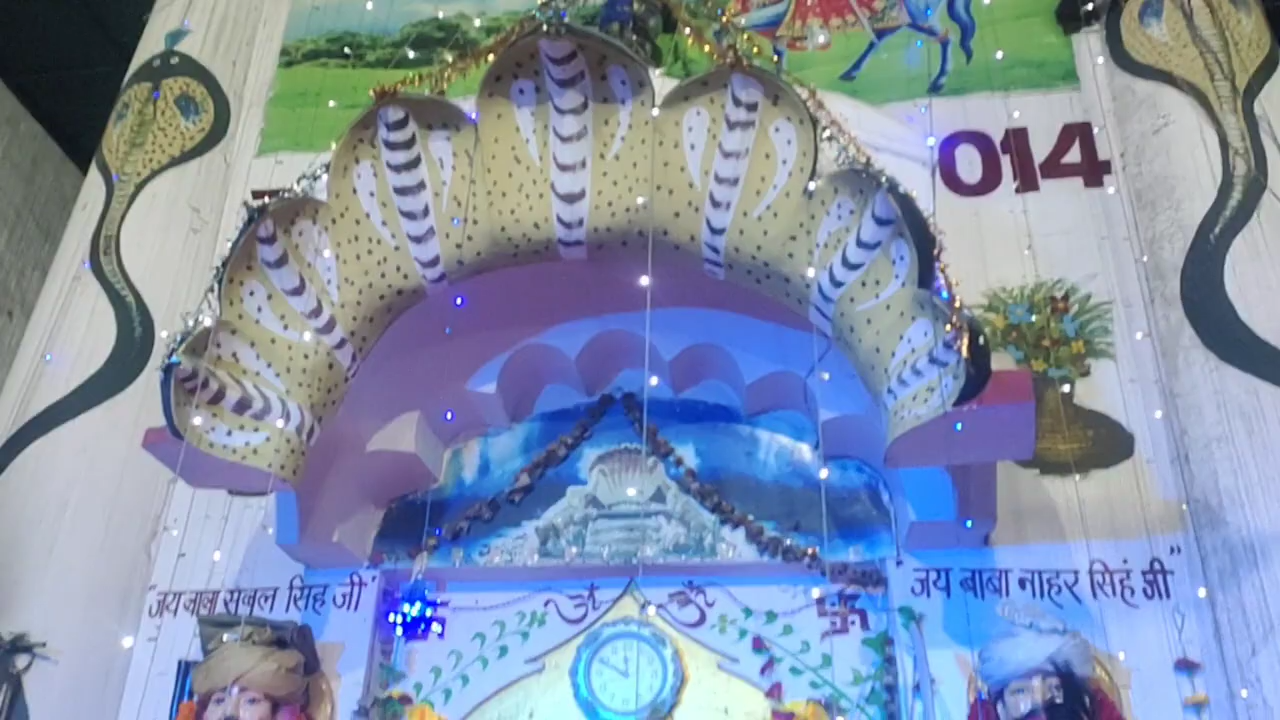 014
"जय बाबा सबल सिंह जी"
ॐ ॐ
"जय बाबा नाहर सिहं जी"